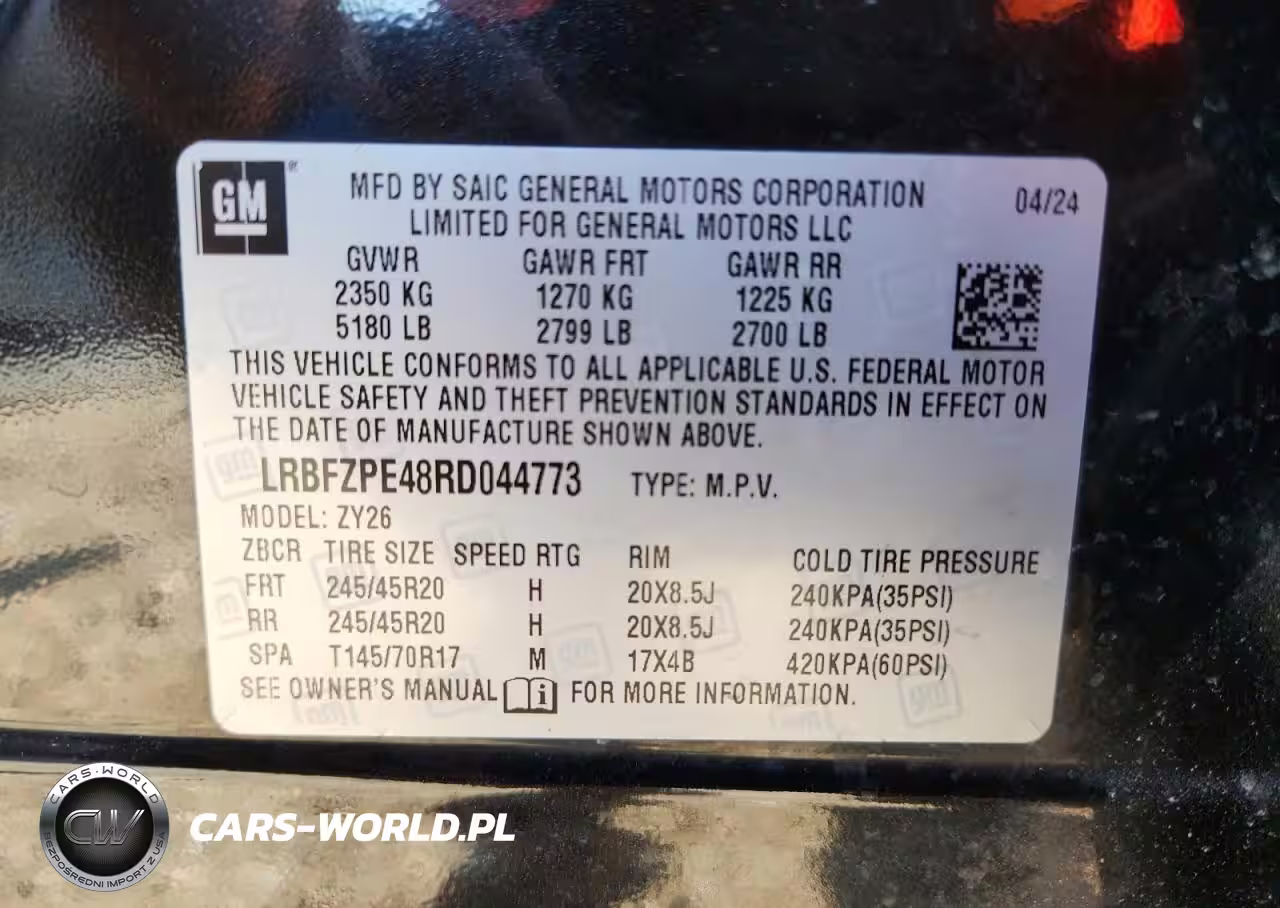 GM
MFD BY SAIC GENERAL MOTORS CORPORATION
LIMITED FOR GENERAL MOTORS LLC
04/24
GVWR GAWR FRT GAWR RR
2350 KG 1270 KG 1225 KG
5180 LB 2799 LB 2700 LB
THIS VEHICLE CONFORMS TO ALL APPLICABLE U.S. FEDERAL MOTOR
VEHICLE SAFETY AND THEFT PREVENTION STANDARDS IN EFFECT ON
THE DATE OF MANUFACTURE SHOWN ABOVE.
LRBFZPE48RD044773 TYPE: M.P.V.
MODEL: ZY26
ZBCR TIRE SIZE SPEED RTG RIM COLD TIRE PRESSURE
FRT 245/45R20 H 20X8.5J 240KPA(35PSI)
RR 245/45R20 H 20X8.5J 240KPA(35PSI)
SPA T145/70R17 M 17X4B 420KPA(60PSI)
SEE OWNER'S MANUAL i FOR MORE INFORMATION.
CARS-WORLD
CW
BEZPOŚREDNI IMPORT Z USA
CARS-WORLD.PL